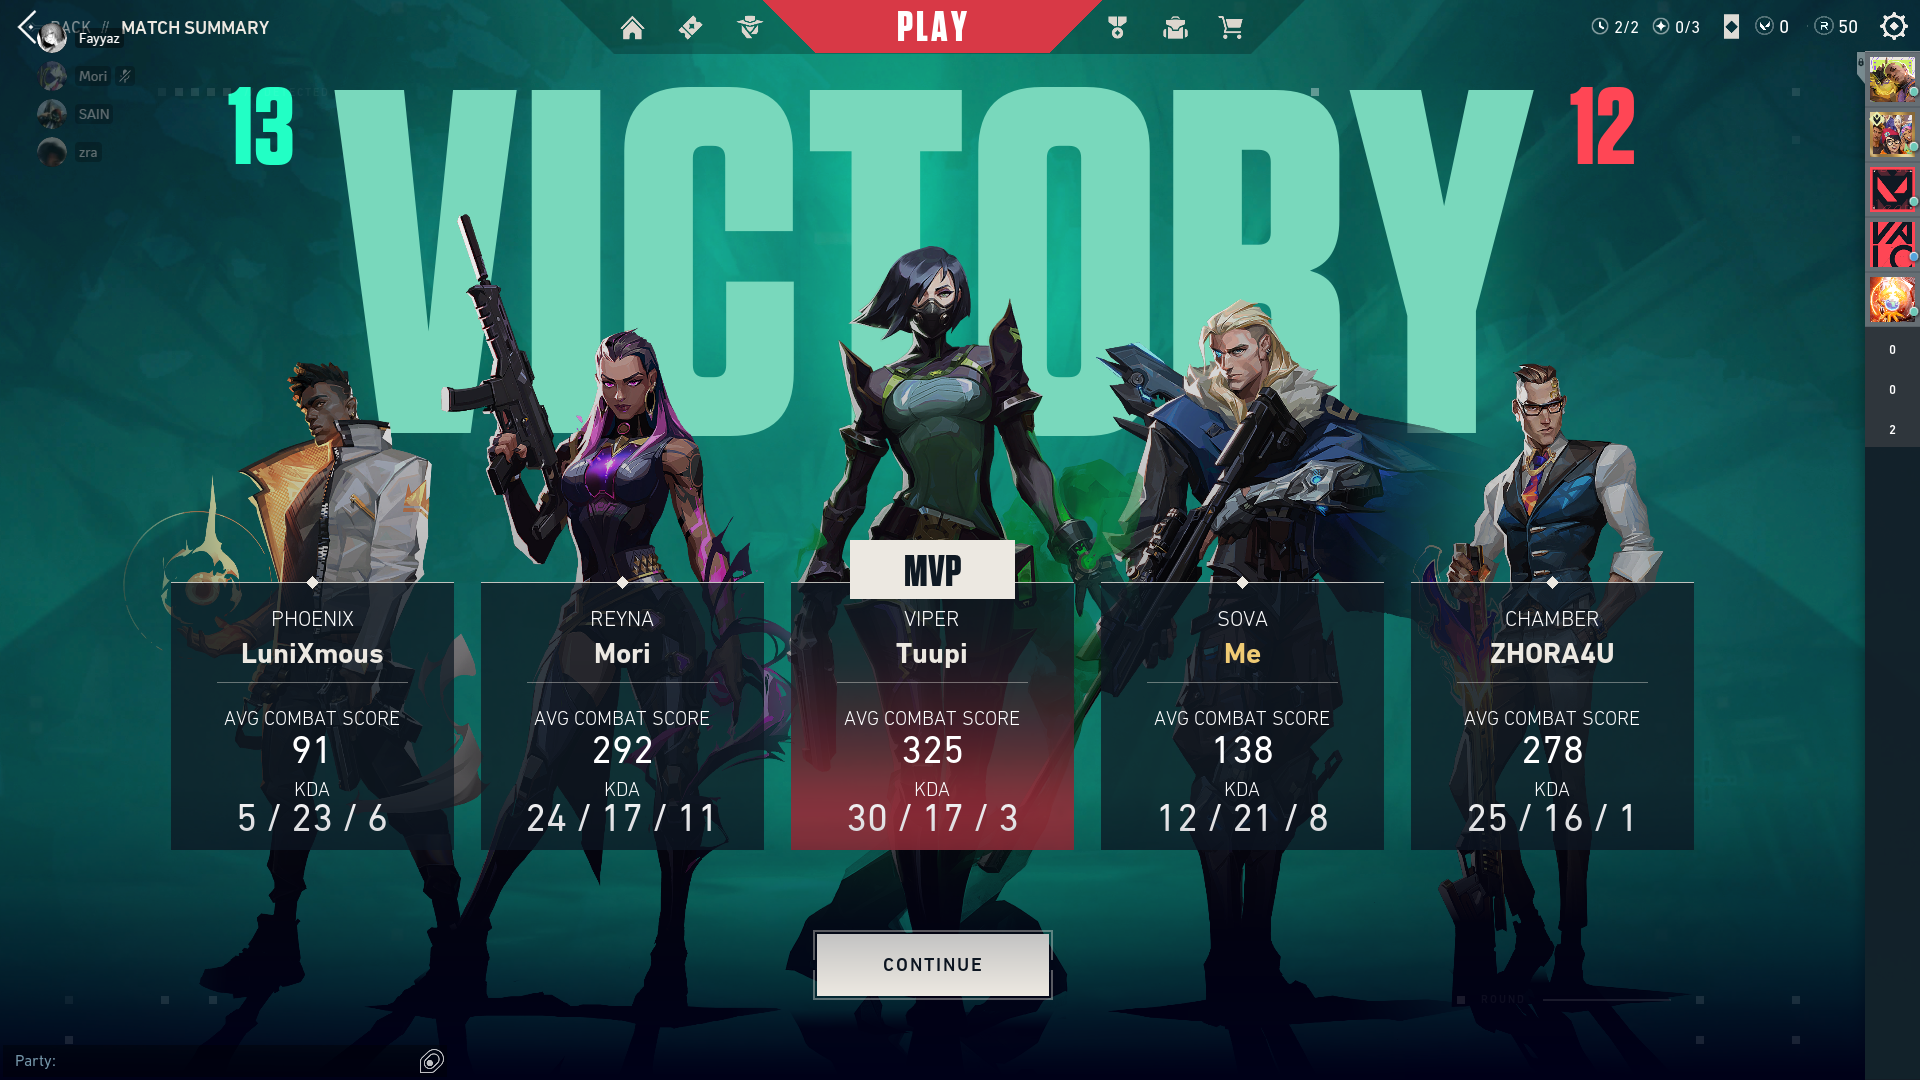 BACK // MATCH SUMMARY
PLAY
2/2
0/3
0
50
Fayyaz
Mori
SAIN
zra
13
VICTORY
12
0
0
2
MVP
PHOENIX
LuniXmous
AVG COMBAT SCORE
91
KDA
5 / 23 / 6
REYNA
Mori
AVG COMBAT SCORE
292
KDA
24 / 17 / 11
VIPER
Tuupi
AVG COMBAT SCORE
325
KDA
30 / 17 / 3
SOVA
Me
AVG COMBAT SCORE
138
KDA
12 / 21 / 8
CHAMBER
ZHORA4U
AVG COMBAT SCORE
278
KDA
25 / 16 / 1
CONTINUE
ROUND
Party: